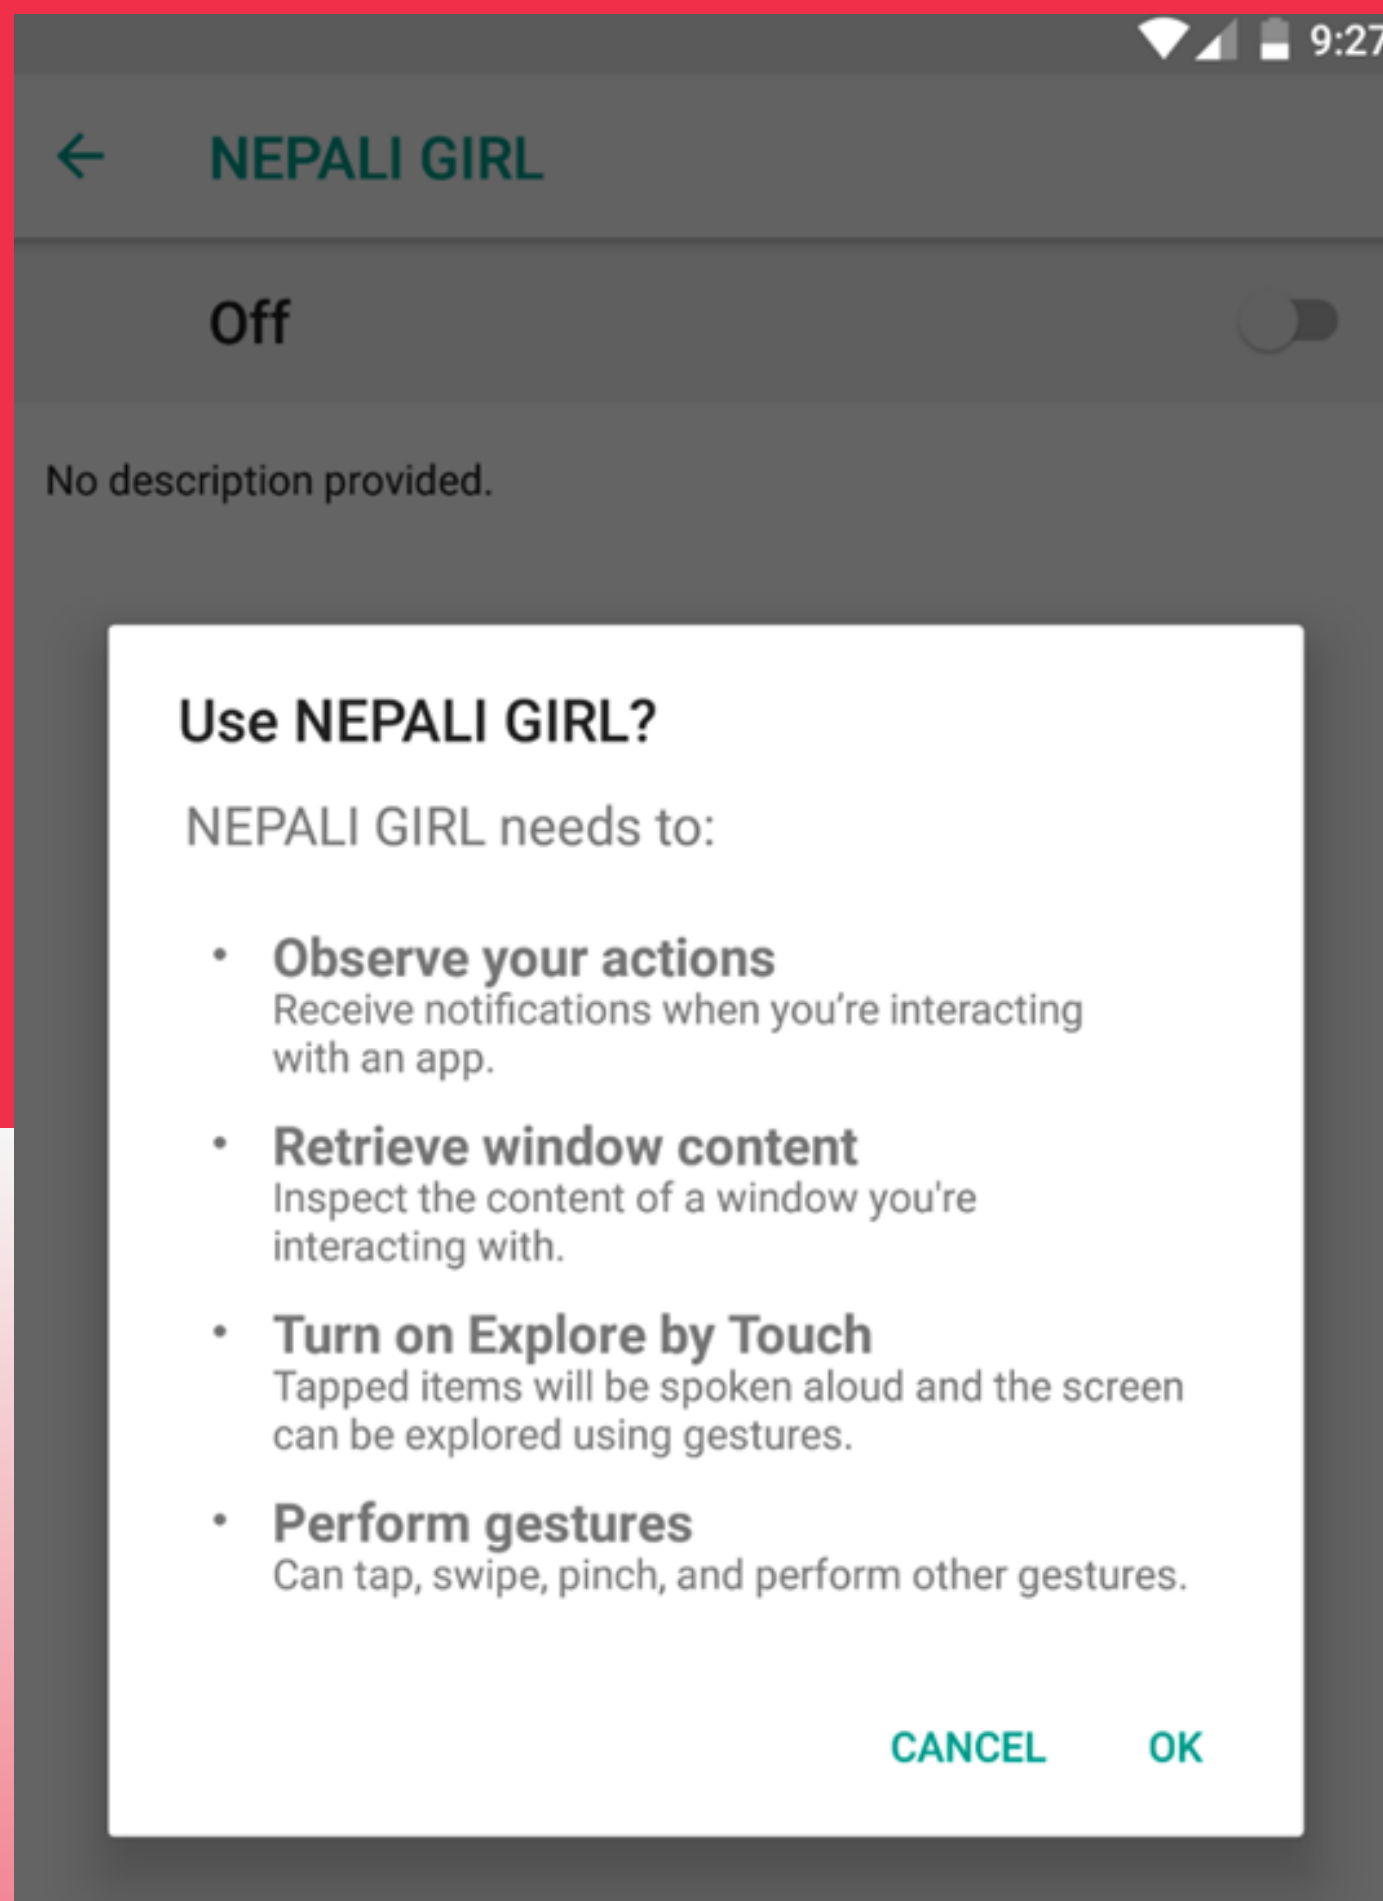 9:27
NEPALI GIRL
Off
No description provided.
Use NEPALI GIRL?
NEPALI GIRL needs to:
• Observe your actions
Receive notifications when you're interacting
with an app.
• Retrieve window content
Inspect the content of a window you're
interacting with.
• Turn on Explore by Touch
Tapped items will be spoken aloud and the screen
can be explored using gestures.
• Perform gestures
Can tap, swipe, pinch, and perform other gestures.
CANCEL OK